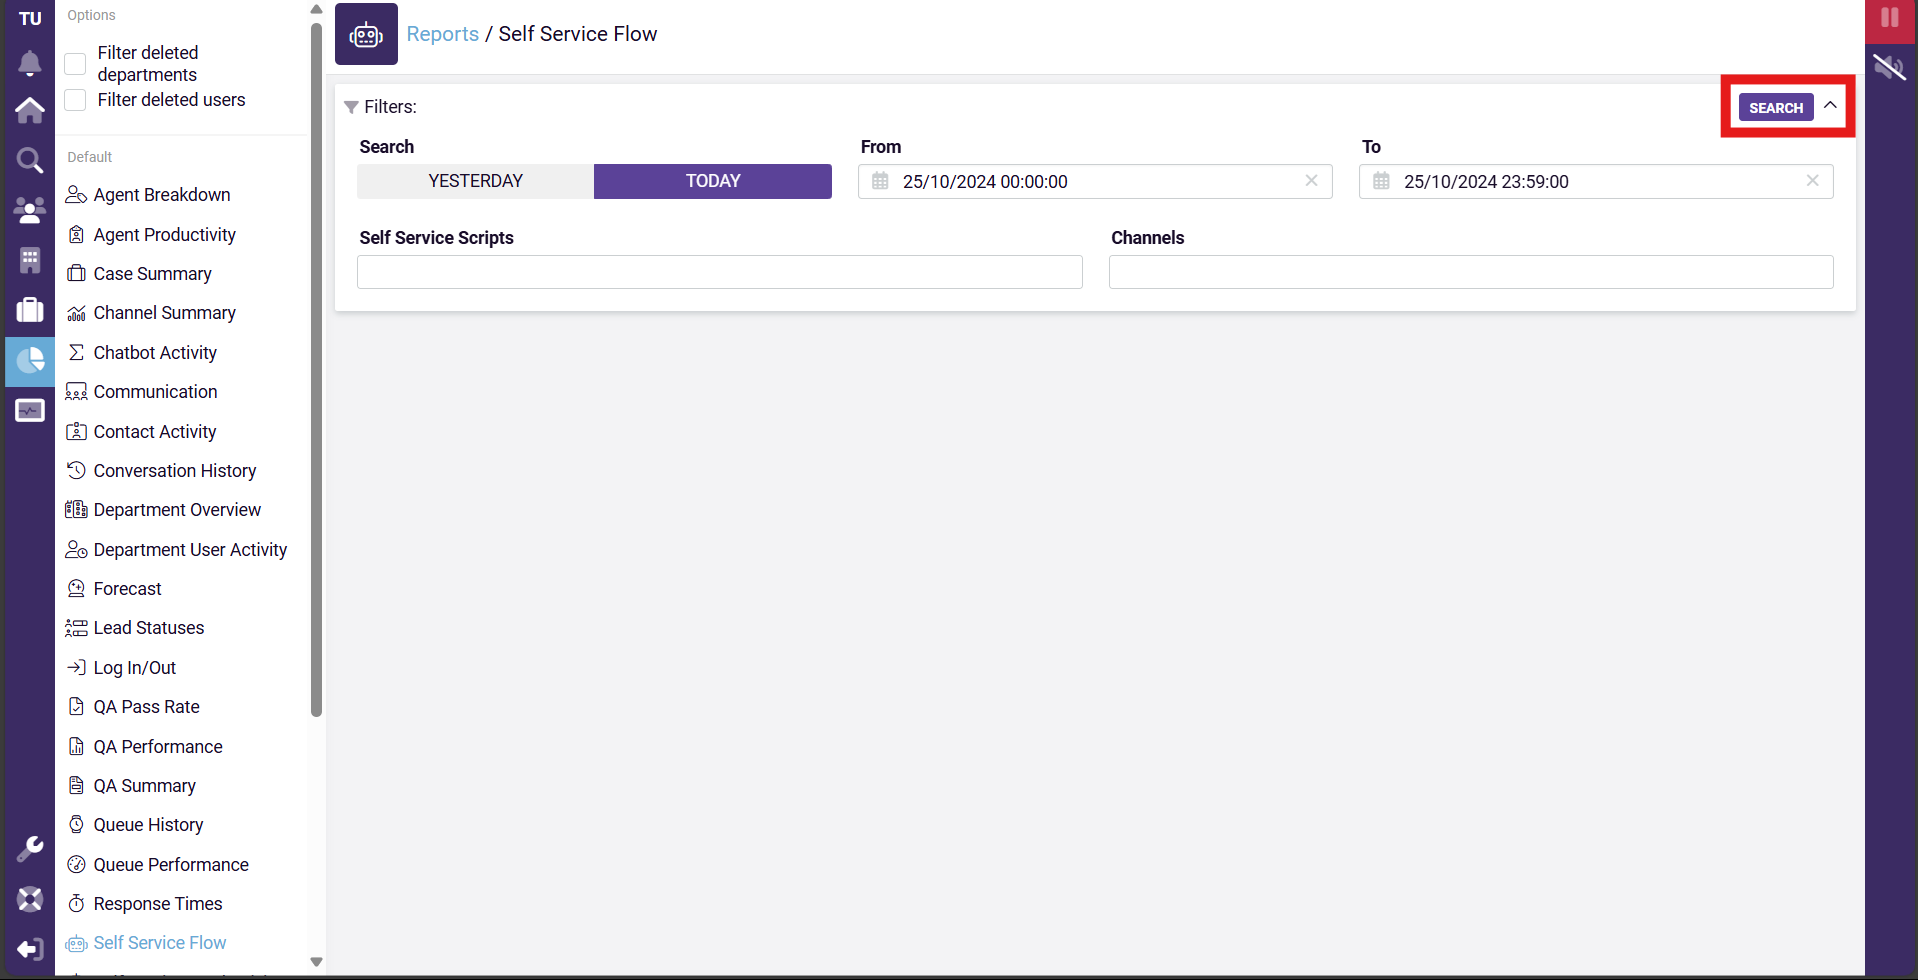 TU
Options
Filter deleted
departments
Filter deleted users
Default
Agent Breakdown
Agent Productivity
Case Summary
Channel Summary
Chatbot Activity
Communication
Contact Activity
Conversation History
Department Overview
Department User Activity
Forecast
Lead Statuses
Log In/Out
QA Pass Rate
QA Performance
QA Summary
Queue History
Queue Performance
Response Times
Self Service Flow
Reports / Self Service Flow
Filters:
SEARCH
Search
From
To
YESTERDAY
TODAY
25/10/2024 00:00:00
25/10/2024 23:59:00
Self Service Scripts
Channels